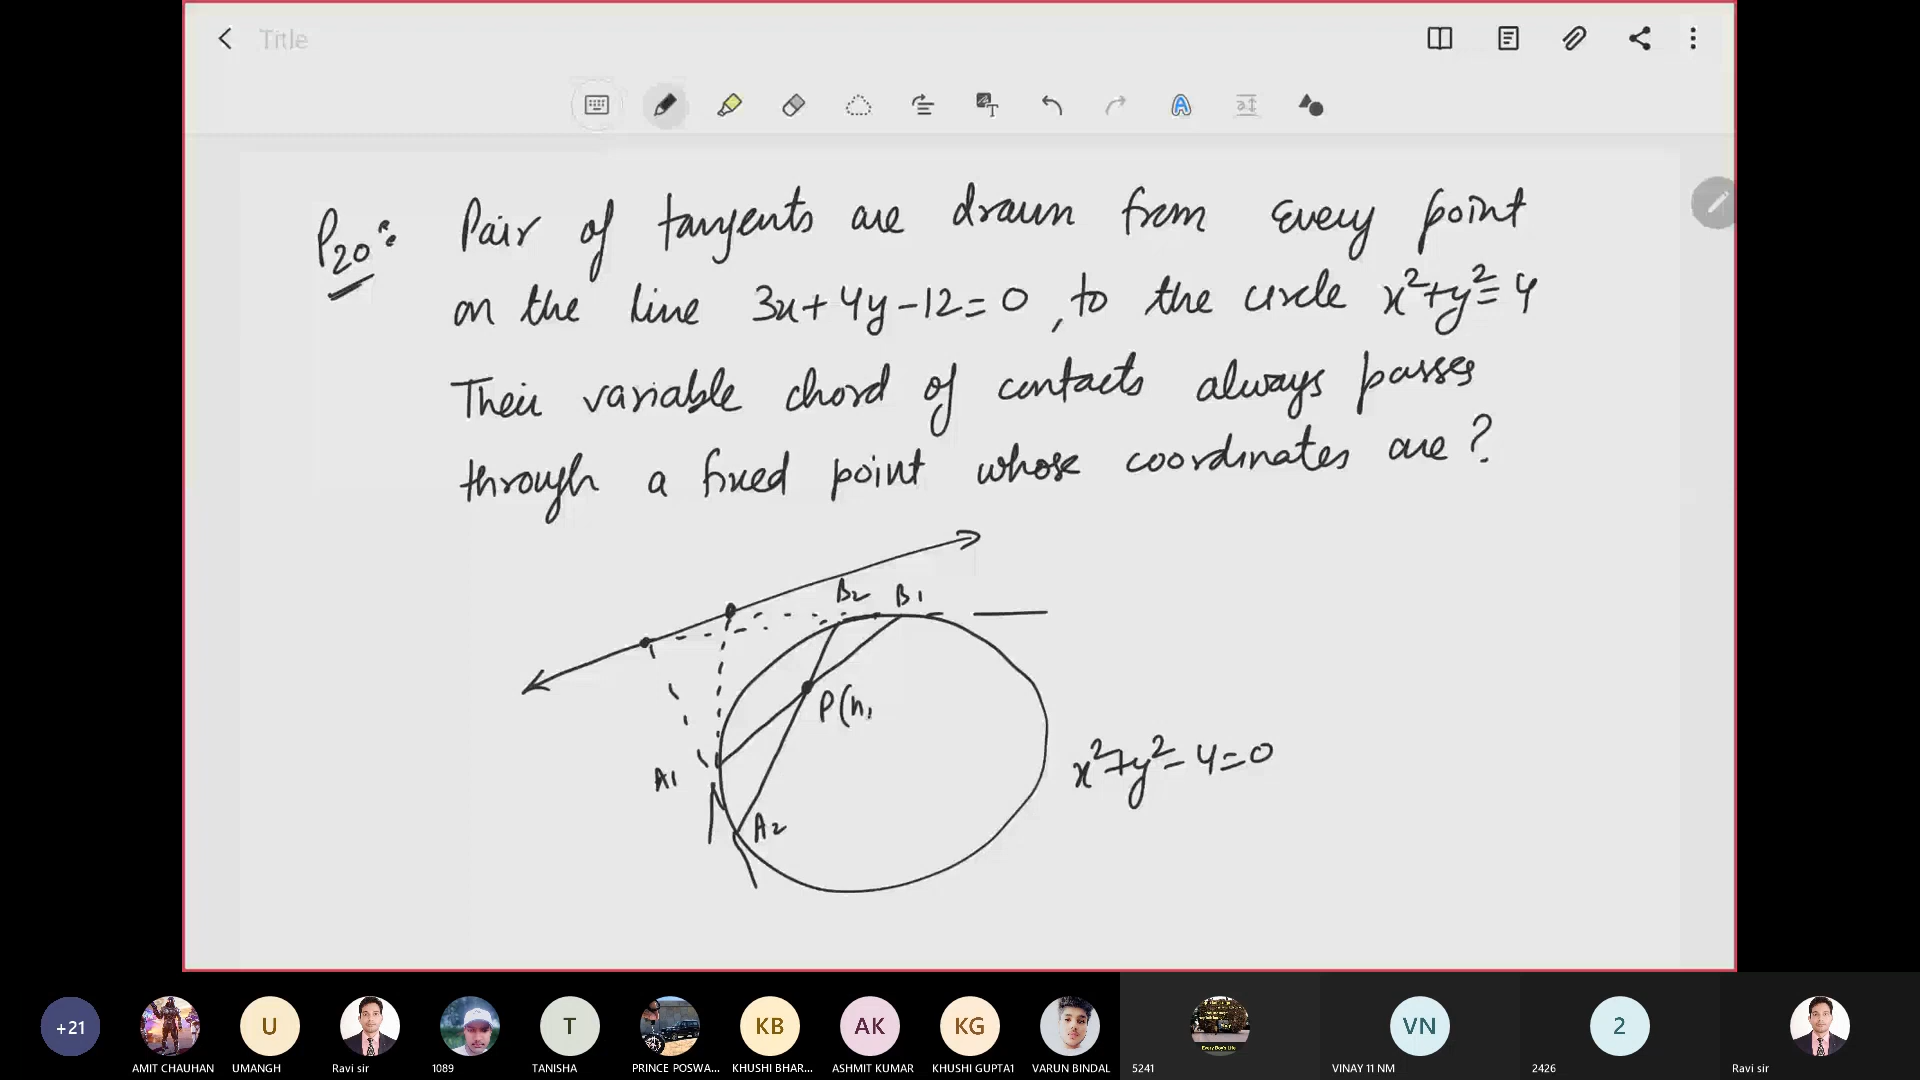 Title
P20: Pair of tangents are drawn from Every point
on the line 3x+4y-12=0, to the circle x²+y²=4
Their variable chord of contacts always passes
through a fixed point whose coordinates are?
B2 B1
P(h,
A1
x²+y²-4=0
A2
+21
U
T
KB
AK
KG
VN
2
AMIT CHAUHAN
UMANGH
Ravi sir
1089
TANISHA
PRINCE POSWA...
KHUSHI BHAR...
ASHMIT KUMAR
KHUSHI GUPTA1
VARUN BINDAL
5241
VINAY 11 NM
2426
Ravi sir